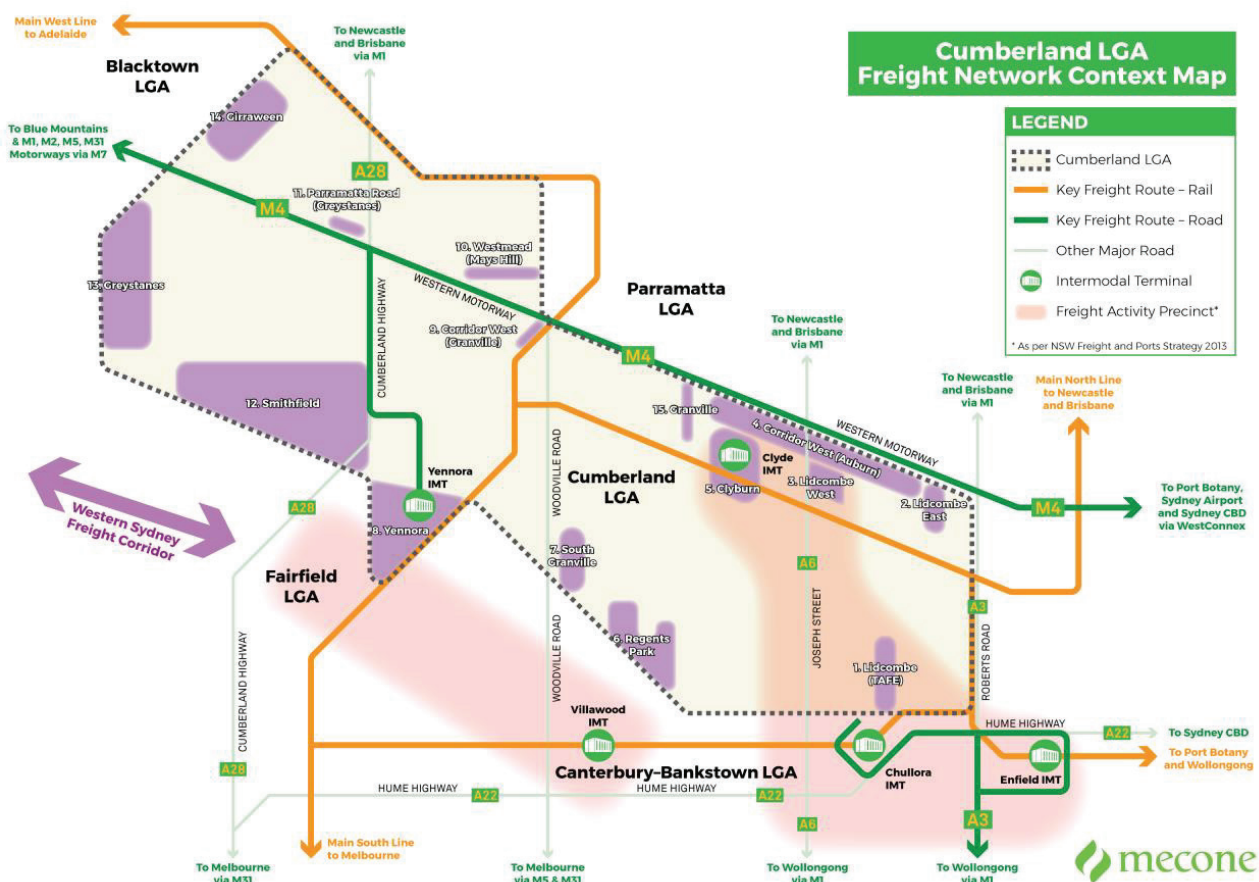 Main West Line
to Adelaide
To Newcastle
and Brisbane
via M1
Cumberland LGA
Freight Network Context Map
Blacktown
LGA
14. Girraween
To Blue Mountains
& M1, M2, M5, M31
Motorways via M7
A28
11. Parramatta Road
(Greystanes)
M4
10. Westmead
(Mays Hill)
13. Greystanes
CUMBERLAND HIGHWAY
WESTERN MOTORWAY
9. Corridor West
(Granville)
Parramatta
LGA
M4
LEGEND
Cumberland LGA
Key Freight Route – Rail
Key Freight Route – Road
Other Major Road
Intermodal Terminal
Freight Activity Precinct*
* As per NSW Freight and Ports Strategy 2013
To Newcastle
and Brisbane
via M1
To Newcastle
and Brisbane
via M1
Main North Line
to Newcastle
and Brisbane
12. Smithfield
15. Granville
4. Corridor West (Auburn)
WESTERN MOTORWAY
WOODVILLE ROAD
Yennora
IMT
Cumberland
LGA
Clyde
IMT
5. Clyburn
3. Lidcombe
West
2. Lidcombe
East
M4
To Port Botany,
Sydney Airport
and Sydney CBD
via WestConnex
Western Sydney
Freight Corridor
A28
8. Yennora
7. South
Granville
Fairfield
LGA
A6
A3
JOSEPH STREET
ROBERTS ROAD
6. Regents
Park
1. Lidcombe
(TAFE)
CUMBERLAND HIGHWAY
WOODVILLE ROAD
Villawood
IMT
HUME HIGHWAY
A22
To Sydney CBD
To Port Botany
and Wollongong
A28
Canterbury–Bankstown LGA
Chullora
IMT
Enfield IMT
HUME HIGHWAY
A22
HUME HIGHWAY
A22
A6
A3
Main South Line
to Melbourne
To Melbourne
via M31
To Melbourne
via M5 & M31
To Wollongong
via M1
To Wollongong
via M1
mecone